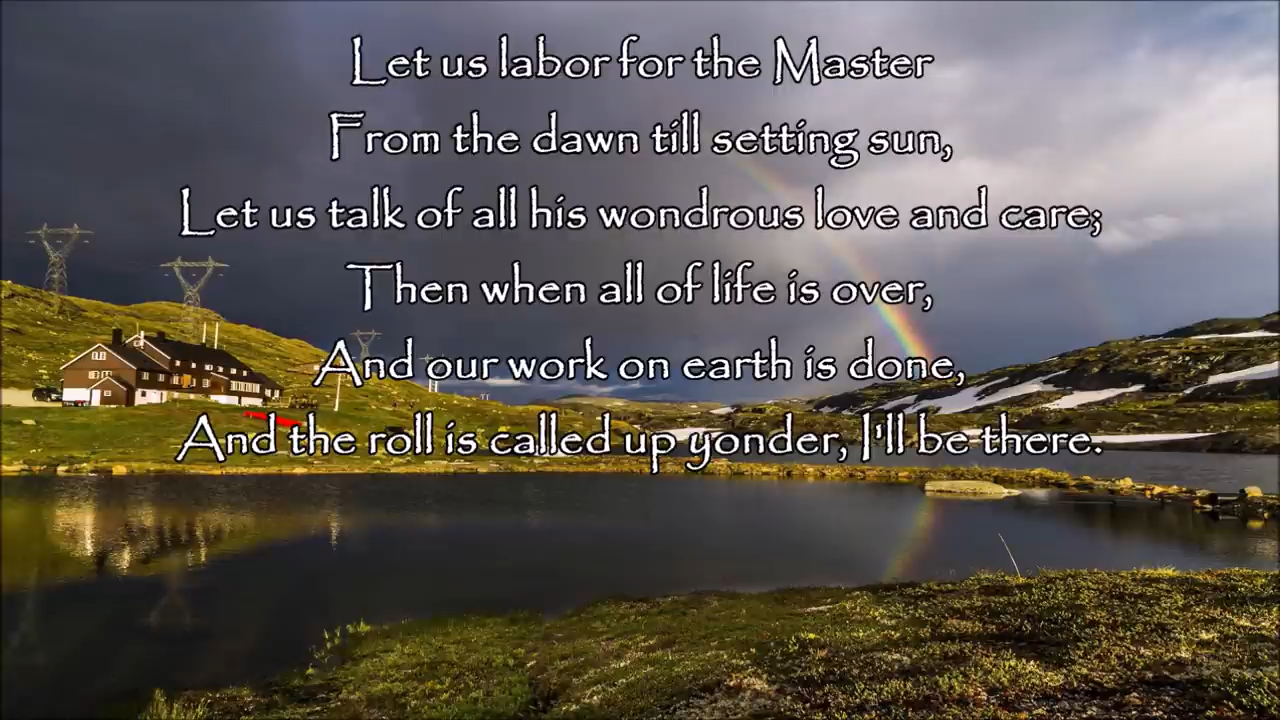 Let us labor for the Master
From the dawn till setting sun,
Let us talk of all his wondrous love and care;
Then when all of life is over,
And our work on earth is done,
And the roll is called up yonder, I'll be there.